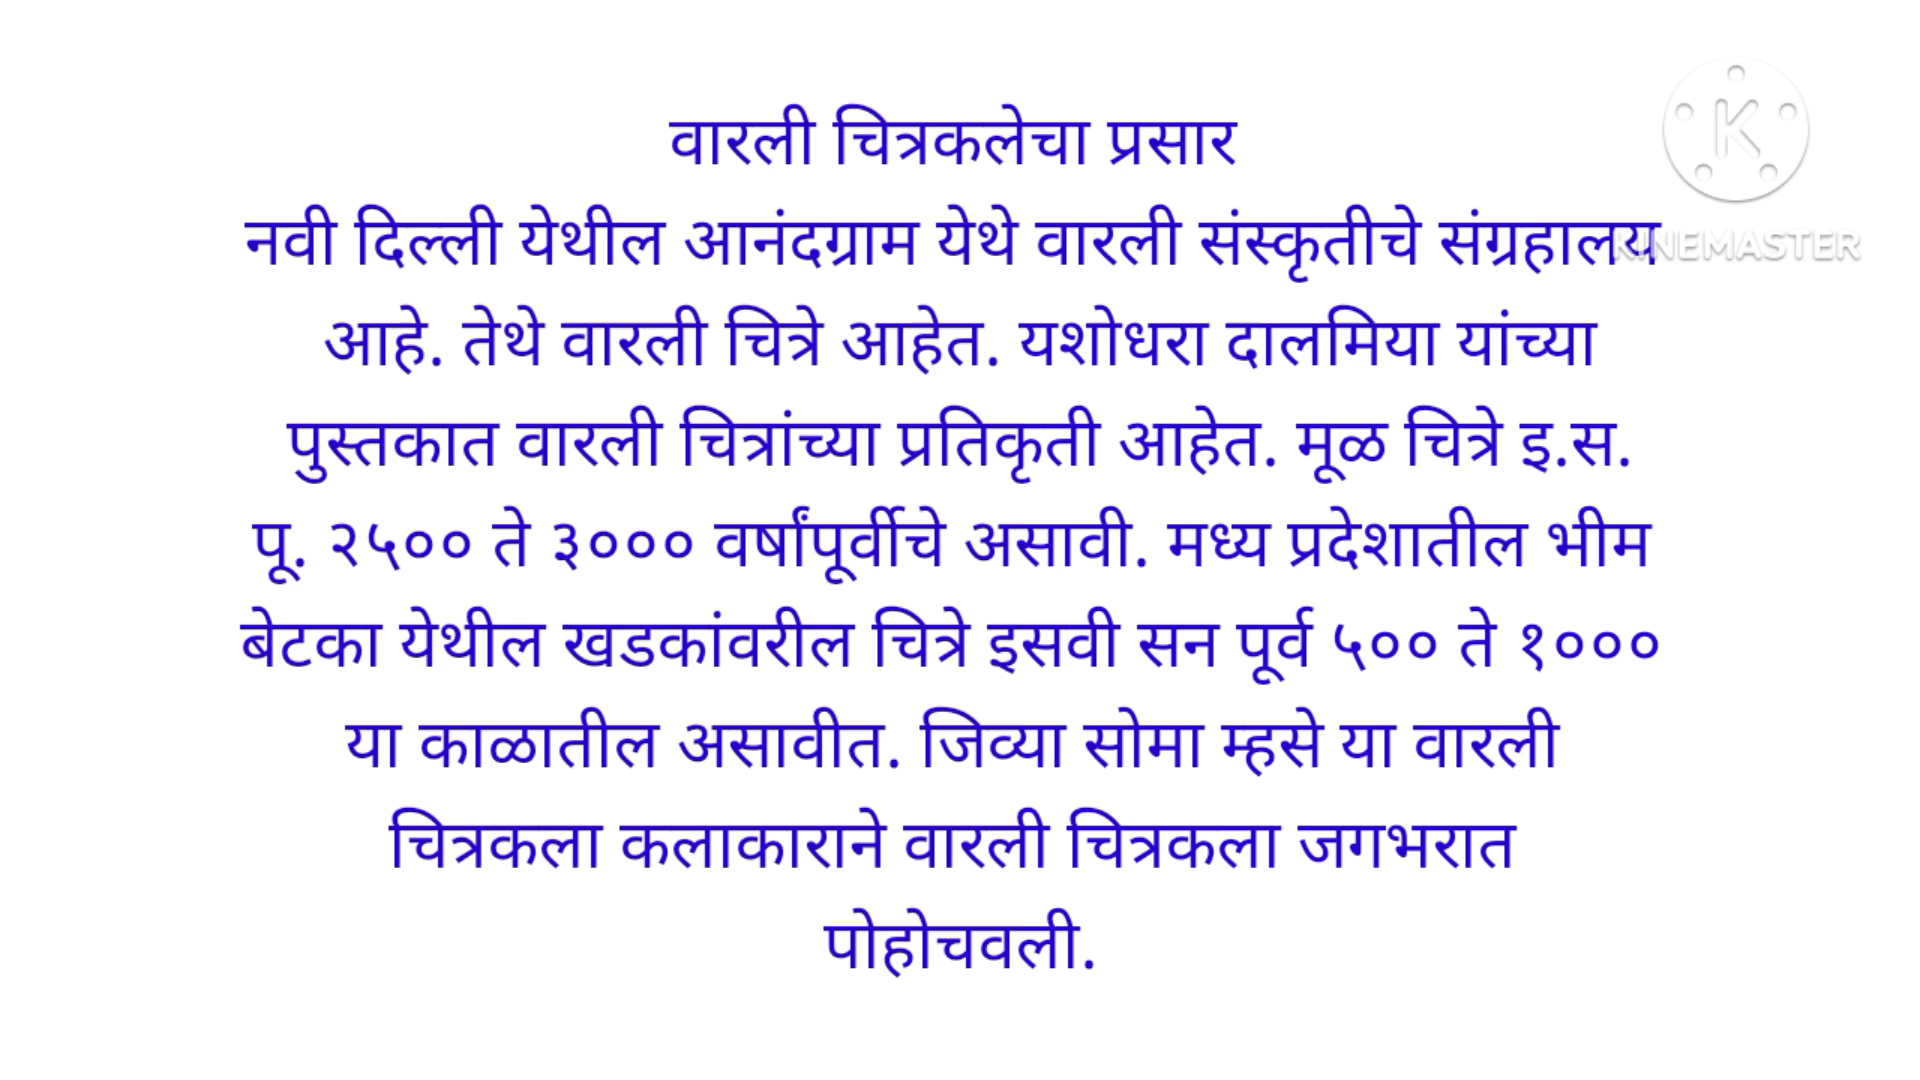 वारली चित्रकलेचा प्रसार
नवी दिल्ली येथील आनंदग्राम येथे वारली संस्कृतीचे संग्रहालय
आहे. तेथे वारली चित्रे आहेत. यशोधरा दालमिया यांच्या
पुस्तकात वारली चित्रांच्या प्रतिकृती आहेत. मूळ चित्रे इ.स.
पू. २५०० ते ३००० वर्षांपूर्वीचे असावी. मध्य प्रदेशातील भीम
बेटका येथील खडकांवरील चित्रे इसवी सन पूर्व ५०० ते १०००
या काळातील असावीत. जिव्या सोमा म्हसे या वारली
चित्रकला कलाकाराने वारली चित्रकला जगभरात
पोहोचवली.
K
KINEMASTER